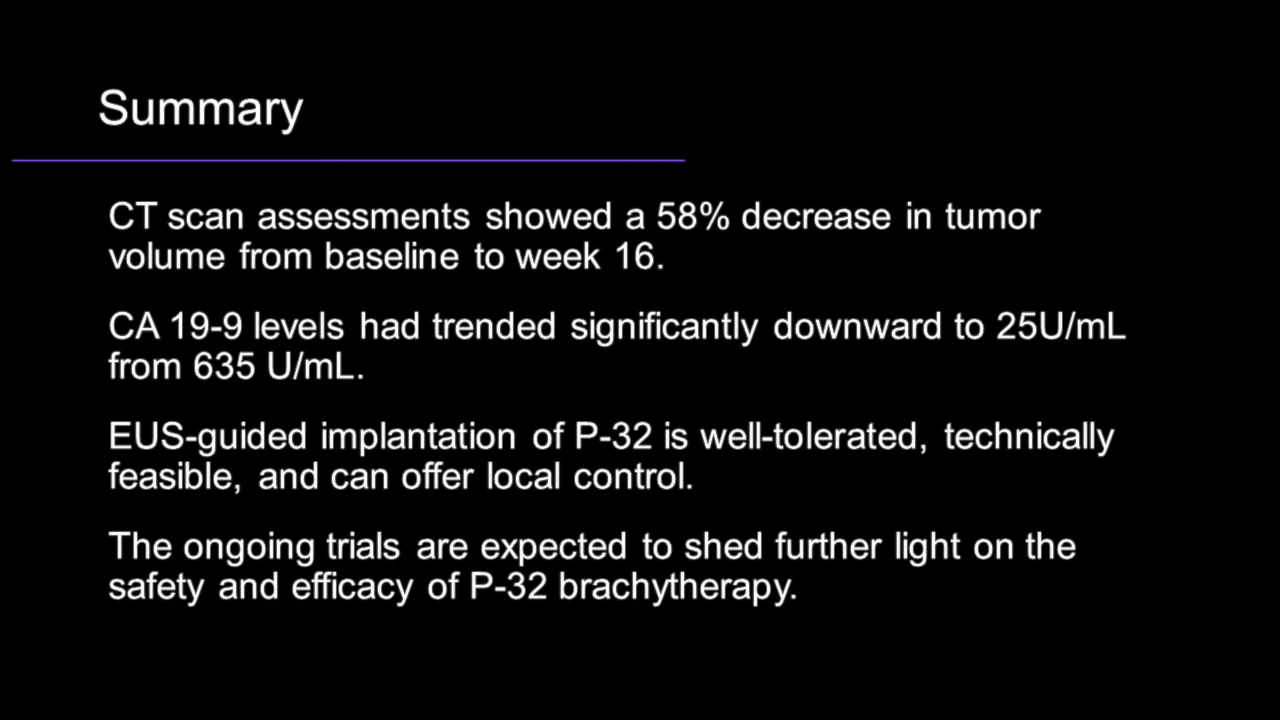 Summary
CT scan assessments showed a 58% decrease in tumor
volume from baseline to week 16.
CA 19-9 levels had trended significantly downward to 25U/mL
from 635 U/mL.
EUS-guided implantation of P-32 is well-tolerated, technically
feasible, and can offer local control.
The ongoing trials are expected to shed further light on the
safety and efficacy of P-32 brachytherapy.